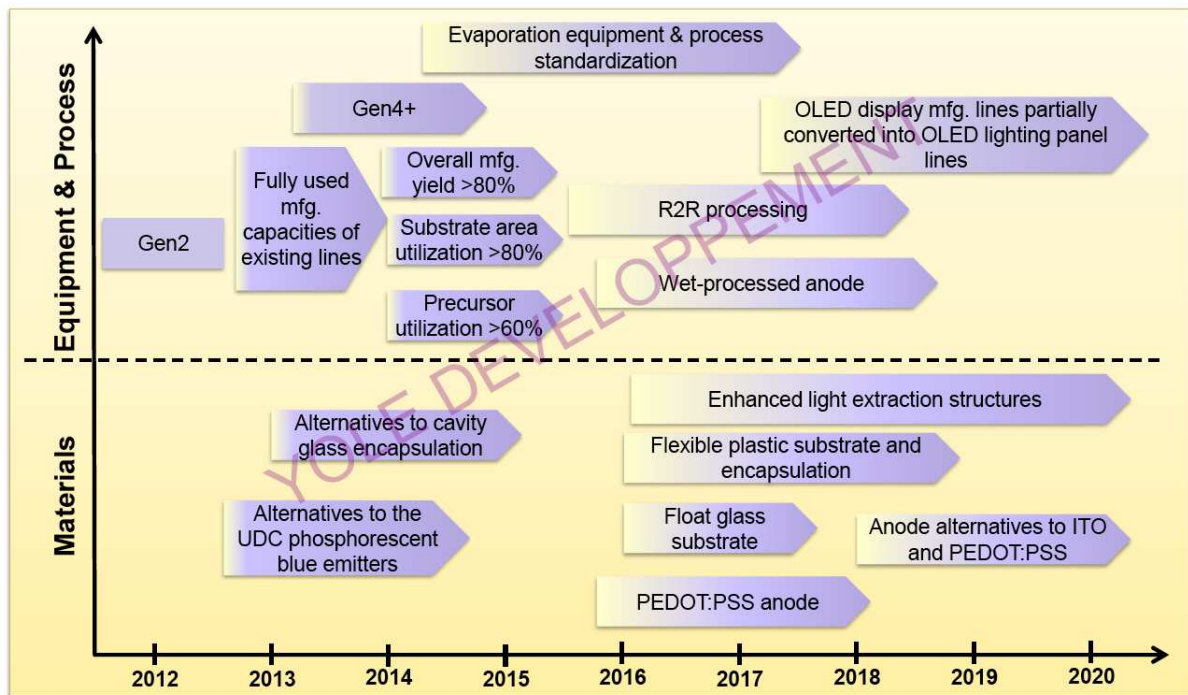 Equipment & Process
Evaporation equipment & process
standardization
Gen4+
OLED display mfg. lines partially
converted into OLED lighting panel
lines
Fully used
mfg.
capacities of
existing lines
Overall mfg.
yield >80%
Gen2
Substrate area
utilization >80%
R2R processing
Precursor
utilization >60%
Wet-processed anode
YOLE DEVELOPPEMENT
Materials
Enhanced light extraction structures
Alternatives to cavity
glass encapsulation
Flexible plastic substrate and
encapsulation
Alternatives to the
UDC phosphorescent
blue emitters
Float glass
substrate
Anode alternatives to ITO
and PEDOT:PSS
PEDOT:PSS anode
2012 2013 2014 2015 2016 2017 2018 2019 2020